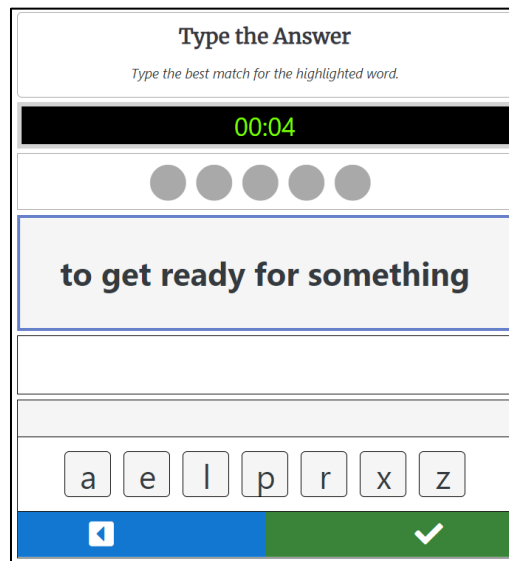 Type the Answer
Type the best match for the highlighted word.
00:04
to get ready for something
a e l p r x z